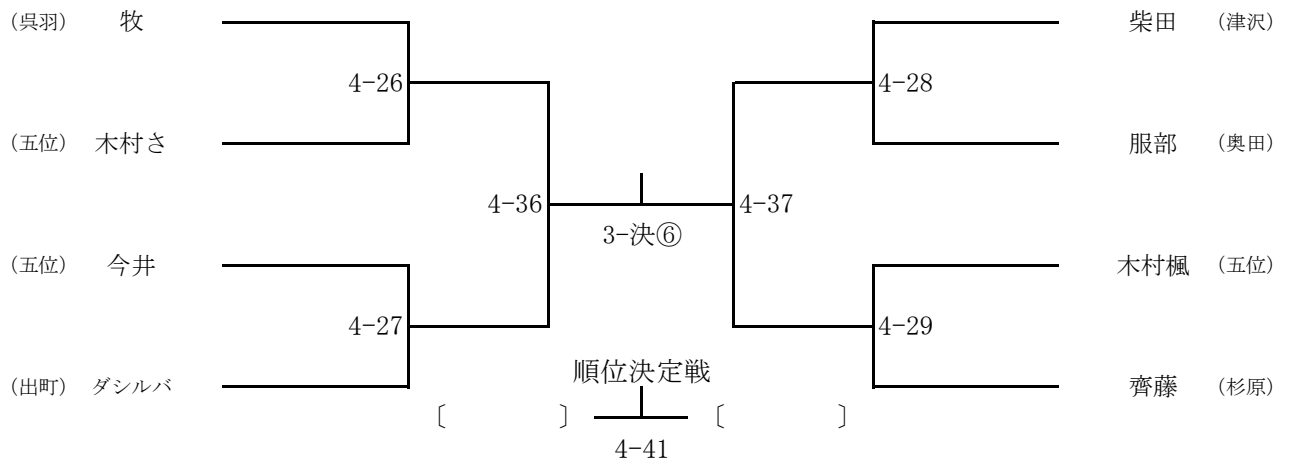 （呉羽） 牧 柴田 （津沢）
4-26 4-28
（五位） 木村さ 服部 （奥田）
4-36 4-37
3-決⑥
（五位） 今井 木村楓 （五位）
4-27 4-29
順位決定戦
（出町） ダシルバ 齊藤 （杉原）
〔 〕 〔 〕
4-41